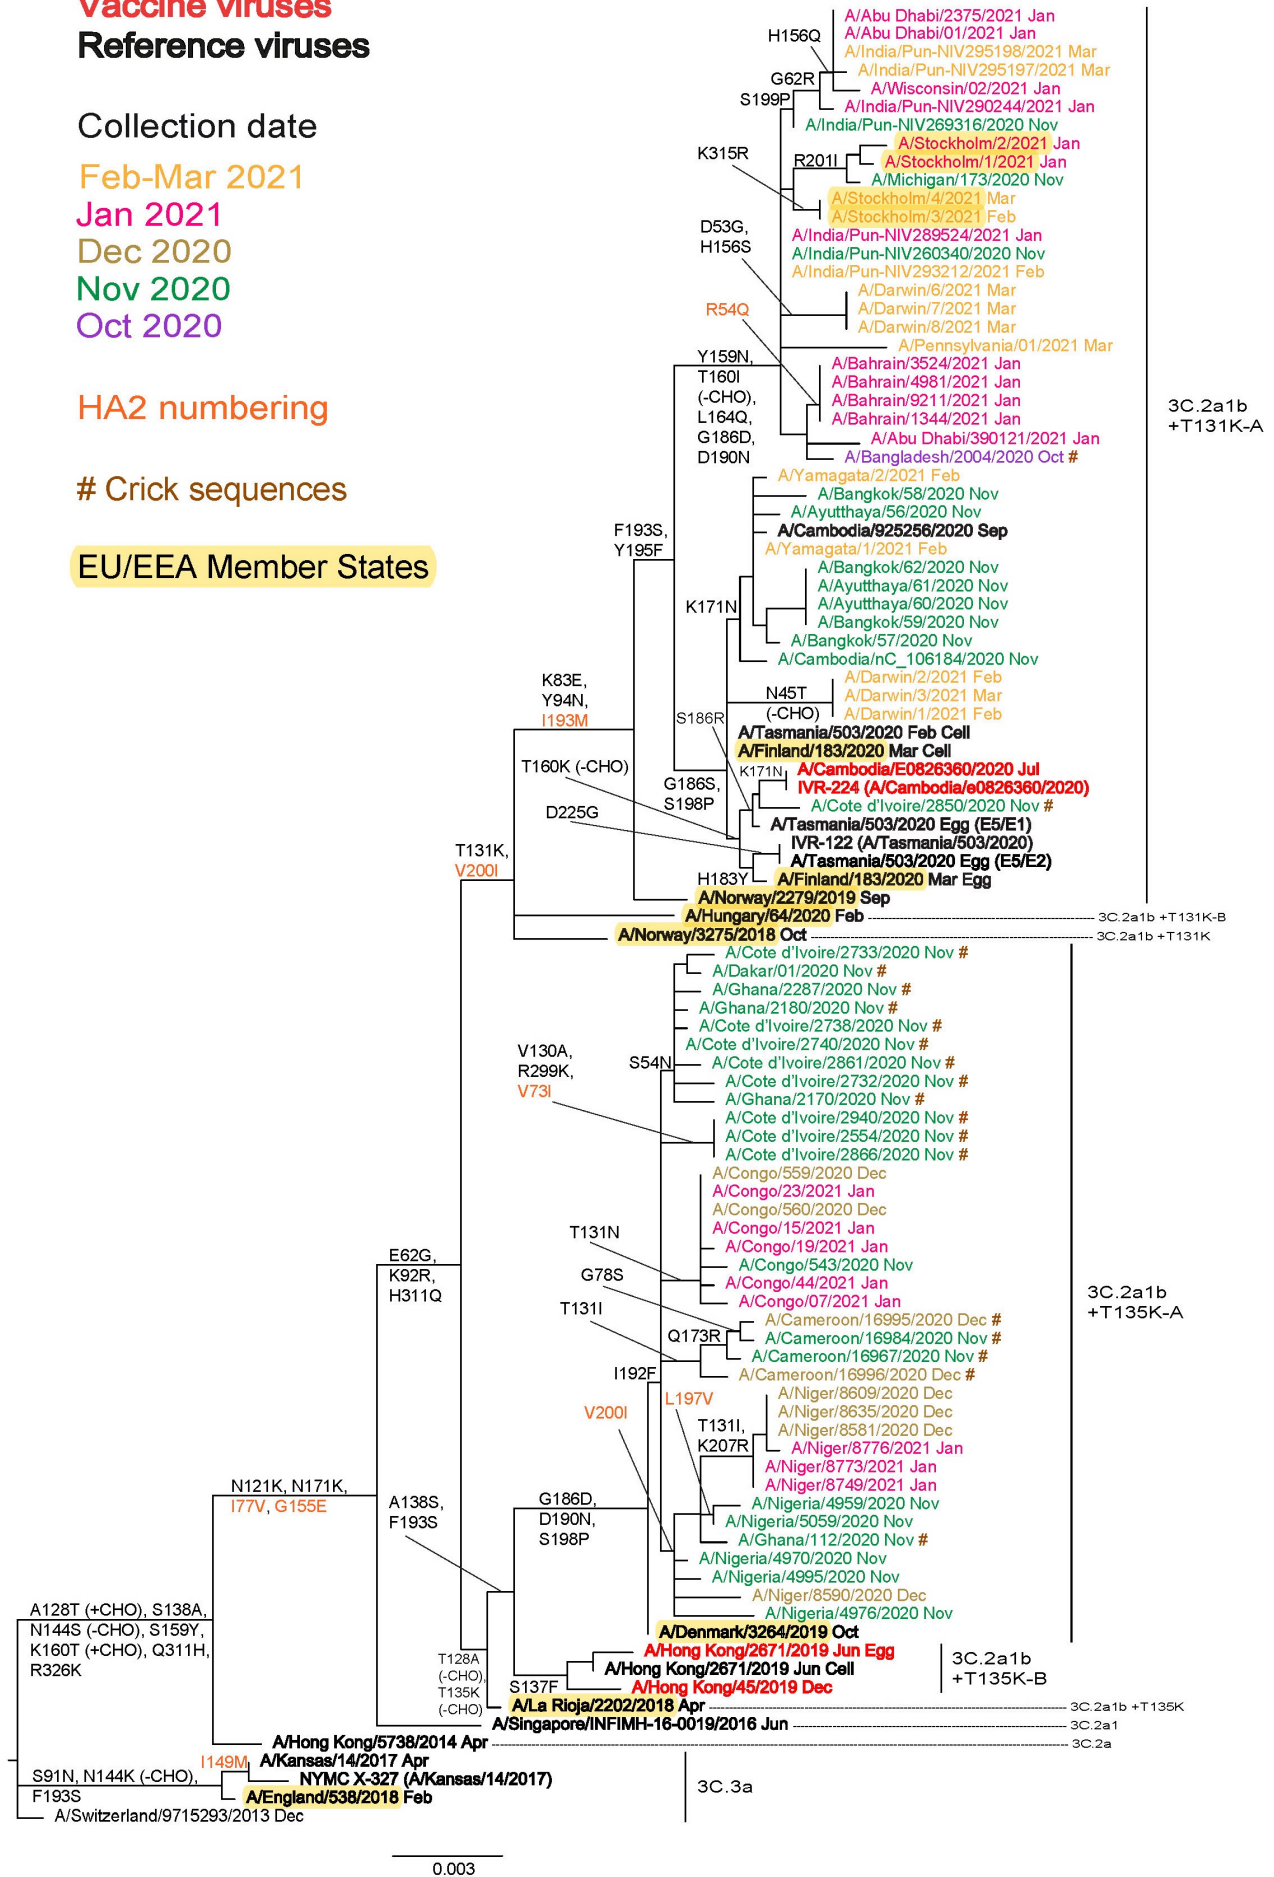 Vaccine viruses
Reference viruses
Collection date
Feb-Mar 2021
Jan 2021
Dec 2020
Nov 2020
Oct 2020
HA2 numbering
# Crick sequences
EU/EEA Member States
A/Abu Dhabi/2375/2021 Jan
A/Abu Dhabi/01/2021 Jan
H156Q
A/India/Pun-NIV295198/2021 Mar
A/India/Pun-NIV295197/2021 Mar
G62R
A/Wisconsin/02/2021 Jan
S199P
A/India/Pun-NIV290244/2021 Jan
A/India/Pun-NIV269316/2020 Nov
A/Stockholm/2/2021 Jan
K315R
R201I
A/Stockholm/1/2021 Jan
A/Michigan/173/2020 Nov
A/Stockholm/4/2021 Mar
A/Stockholm/3/2021 Feb
D53G,
H156S
A/India/Pun-NIV289524/2021 Jan
A/India/Pun-NIV260340/2020 Nov
A/India/Pun-NIV293212/2021 Feb
A/Darwin/6/2021 Mar
A/Darwin/7/2021 Mar
A/Darwin/8/2021 Mar
R54Q
A/Pennsylvania/01/2021 Mar
Y159N,
T160I
(-CHO),
L164Q,
G186D,
D190N
A/Bahrain/3524/2021 Jan
A/Bahrain/4981/2021 Jan
A/Bahrain/9211/2021 Jan
A/Bahrain/1344/2021 Jan
A/Abu Dhabi/390121/2021 Jan
A/Bangladesh/2004/2020 Oct #
3C.2a1b
+T131K-A
A/Yamagata/2/2021 Feb
A/Bangkok/58/2020 Nov
A/Ayutthaya/56/2020 Nov
A/Cambodia/925256/2020 Sep
F193S,
Y195F
A/Yamagata/1/2021 Feb
A/Bangkok/62/2020 Nov
A/Ayutthaya/61/2020 Nov
A/Ayutthaya/60/2020 Nov
K171N
A/Bangkok/59/2020 Nov
A/Bangkok/57/2020 Nov
A/Cambodia/nC_106184/2020 Nov
K83E,
Y94N,
I193M
A/Darwin/2/2021 Feb
N45T
(-CHO)
A/Darwin/3/2021 Mar
A/Darwin/1/2021 Feb
S186R
A/Tasmania/503/2020 Feb Cell
A/Finland/183/2020 Mar Cell
T160K (-CHO)
K171N
A/Cambodia/E0826360/2020 Jul
G186S,
S198P
IVR-224 (A/Cambodia/e0826360/2020)
A/Cote d'Ivoire/2850/2020 Nov #
D225G
A/Tasmania/503/2020 Egg (E5/E1)
IVR-122 (A/Tasmania/503/2020)
A/Tasmania/503/2020 Egg (E5/E2)
T131K,
V200I
H183Y
A/Finland/183/2020 Mar Egg
A/Norway/2279/2019 Sep
A/Hungary/64/2020 Feb
3C.2a1b +T131K-B
A/Norway/3275/2018 Oct
3C.2a1b +T131K
A/Cote d'Ivoire/2733/2020 Nov #
A/Dakar/01/2020 Nov #
A/Ghana/2287/2020 Nov #
A/Ghana/2180/2020 Nov #
A/Cote d'Ivoire/2738/2020 Nov #
A/Cote d'Ivoire/2740/2020 Nov #
V130A,
R299K,
V73I
S54N
A/Cote d'Ivoire/2861/2020 Nov #
A/Cote d'Ivoire/2732/2020 Nov #
A/Ghana/2170/2020 Nov #
A/Cote d'Ivoire/2940/2020 Nov #
A/Cote d'Ivoire/2554/2020 Nov #
A/Cote d'Ivoire/2866/2020 Nov #
A/Congo/559/2020 Dec
A/Congo/23/2021 Jan
A/Congo/560/2020 Dec
A/Congo/15/2021 Jan
T131N
A/Congo/19/2021 Jan
A/Congo/543/2020 Nov
E62G,
K92R,
H311Q
G78S
A/Congo/44/2021 Jan
A/Congo/07/2021 Jan
3C.2a1b
+T135K-A
T131I
A/Cameroon/16995/2020 Dec #
Q173R
A/Cameroon/16984/2020 Nov #
A/Cameroon/16967/2020 Nov #
I192F
A/Cameroon/16996/2020 Dec #
A/Niger/8609/2020 Dec
L197V
V200I
A/Niger/8635/2020 Dec
A/Niger/8581/2020 Dec
T131I,
K207R
A/Niger/8776/2021 Jan
A/Niger/8773/2021 Jan
A/Niger/8749/2021 Jan
N121K, N171K,
I77V, G155E
A138S,
F193S
G186D,
D190N,
S198P
A/Nigeria/4959/2020 Nov
A/Nigeria/5059/2020 Nov
A/Ghana/112/2020 Nov #
A/Nigeria/4970/2020 Nov
A/Nigeria/4995/2020 Nov
A/Niger/8590/2020 Dec
A/Nigeria/4976/2020 Nov
A128T (+CHO), S138A,
N144S (-CHO), S159Y,
K160T (+CHO), Q311H,
R326K
A/Denmark/3264/2019 Oct
A/Hong Kong/2671/2019 Jun Egg
T128A
(-CHO),
T135K
(-CHO)
A/Hong Kong/2671/2019 Jun Cell
3C.2a1b
+T135K-B
S137F
A/Hong Kong/45/2019 Dec
A/La Rioja/2202/2018 Apr
3C.2a1b +T135K
A/Singapore/INFIMH-16-0019/2016 Jun
3C.2a1
A/Hong Kong/5738/2014 Apr
3C.2a
I149M
A/Kansas/14/2017 Apr
S91N, N144K (-CHO),
F193S
NYMC X-327 (A/Kansas/14/2017)
3C.3a
A/England/538/2018 Feb
A/Switzerland/9715293/2013 Dec
0.003